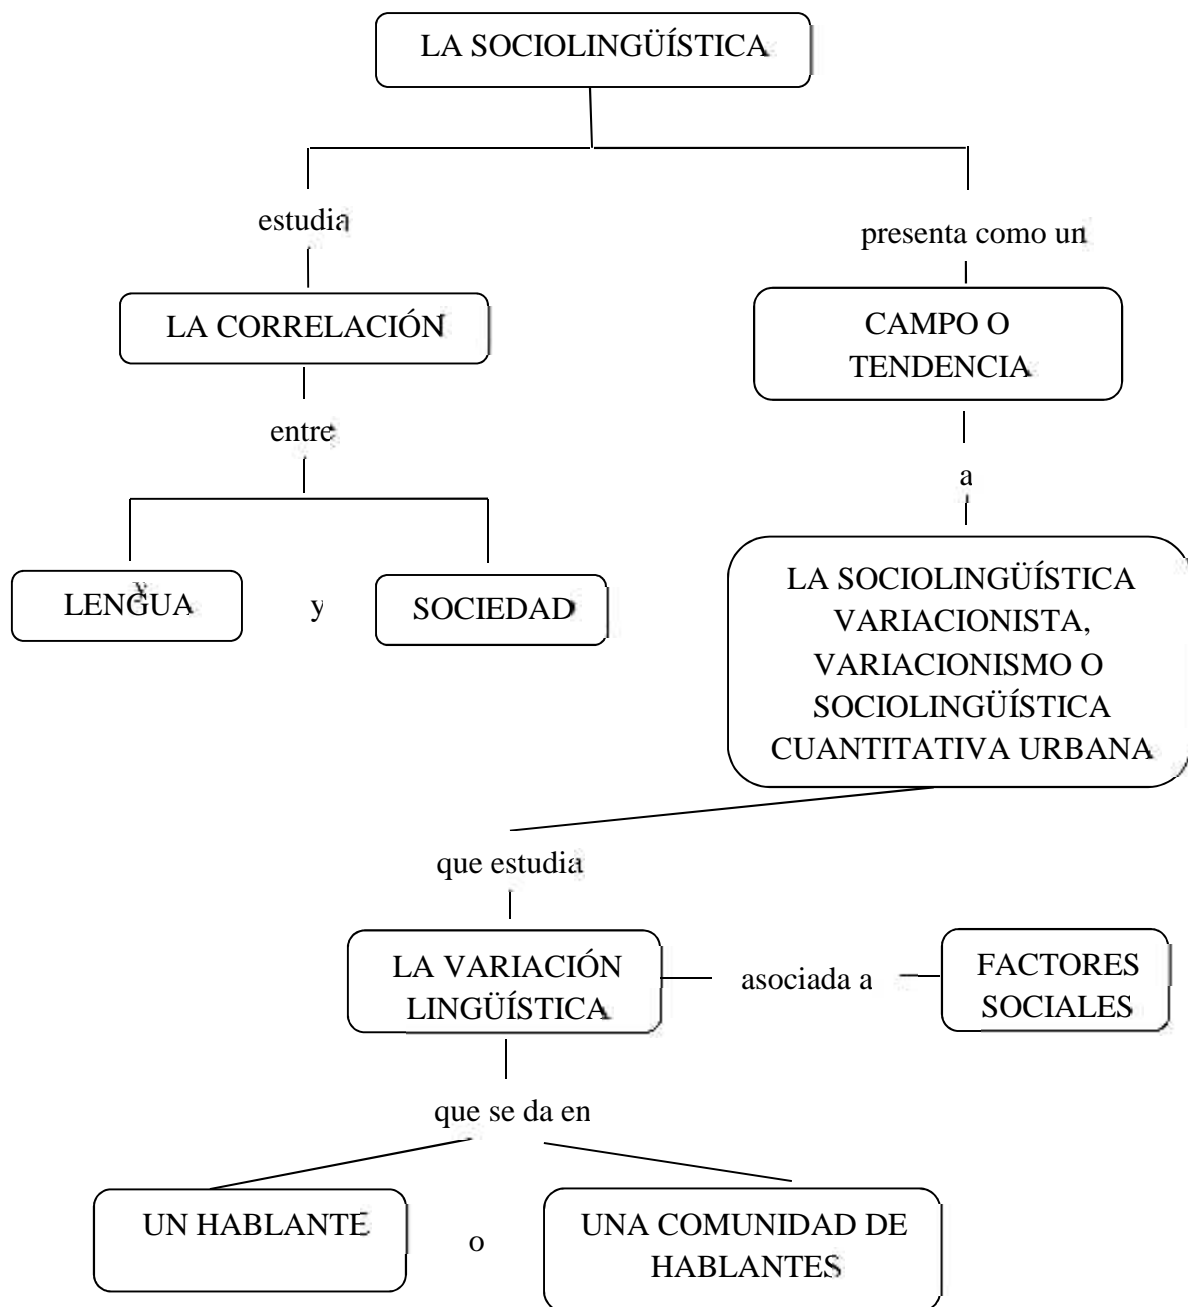 LA SOCIOLINGÜÍSTICA
estudia
presenta como un
LA CORRELACIÓN
CAMPO O
TENDENCIA
entre
a
LENGUA
y
y
SOCIEDAD
LA SOCIOLINGÜÍSTICA
VARIACIONISTA,
VARIACIONISMO O
SOCIOLINGÜÍSTICA
CUANTITATIVA URBANA
que estudia
LA VARIACIÓN
LINGÜÍSTICA
asociada a
FACTORES
SOCIALES
que se da en
UN HABLANTE
o
UNA COMUNIDAD DE
HABLANTES